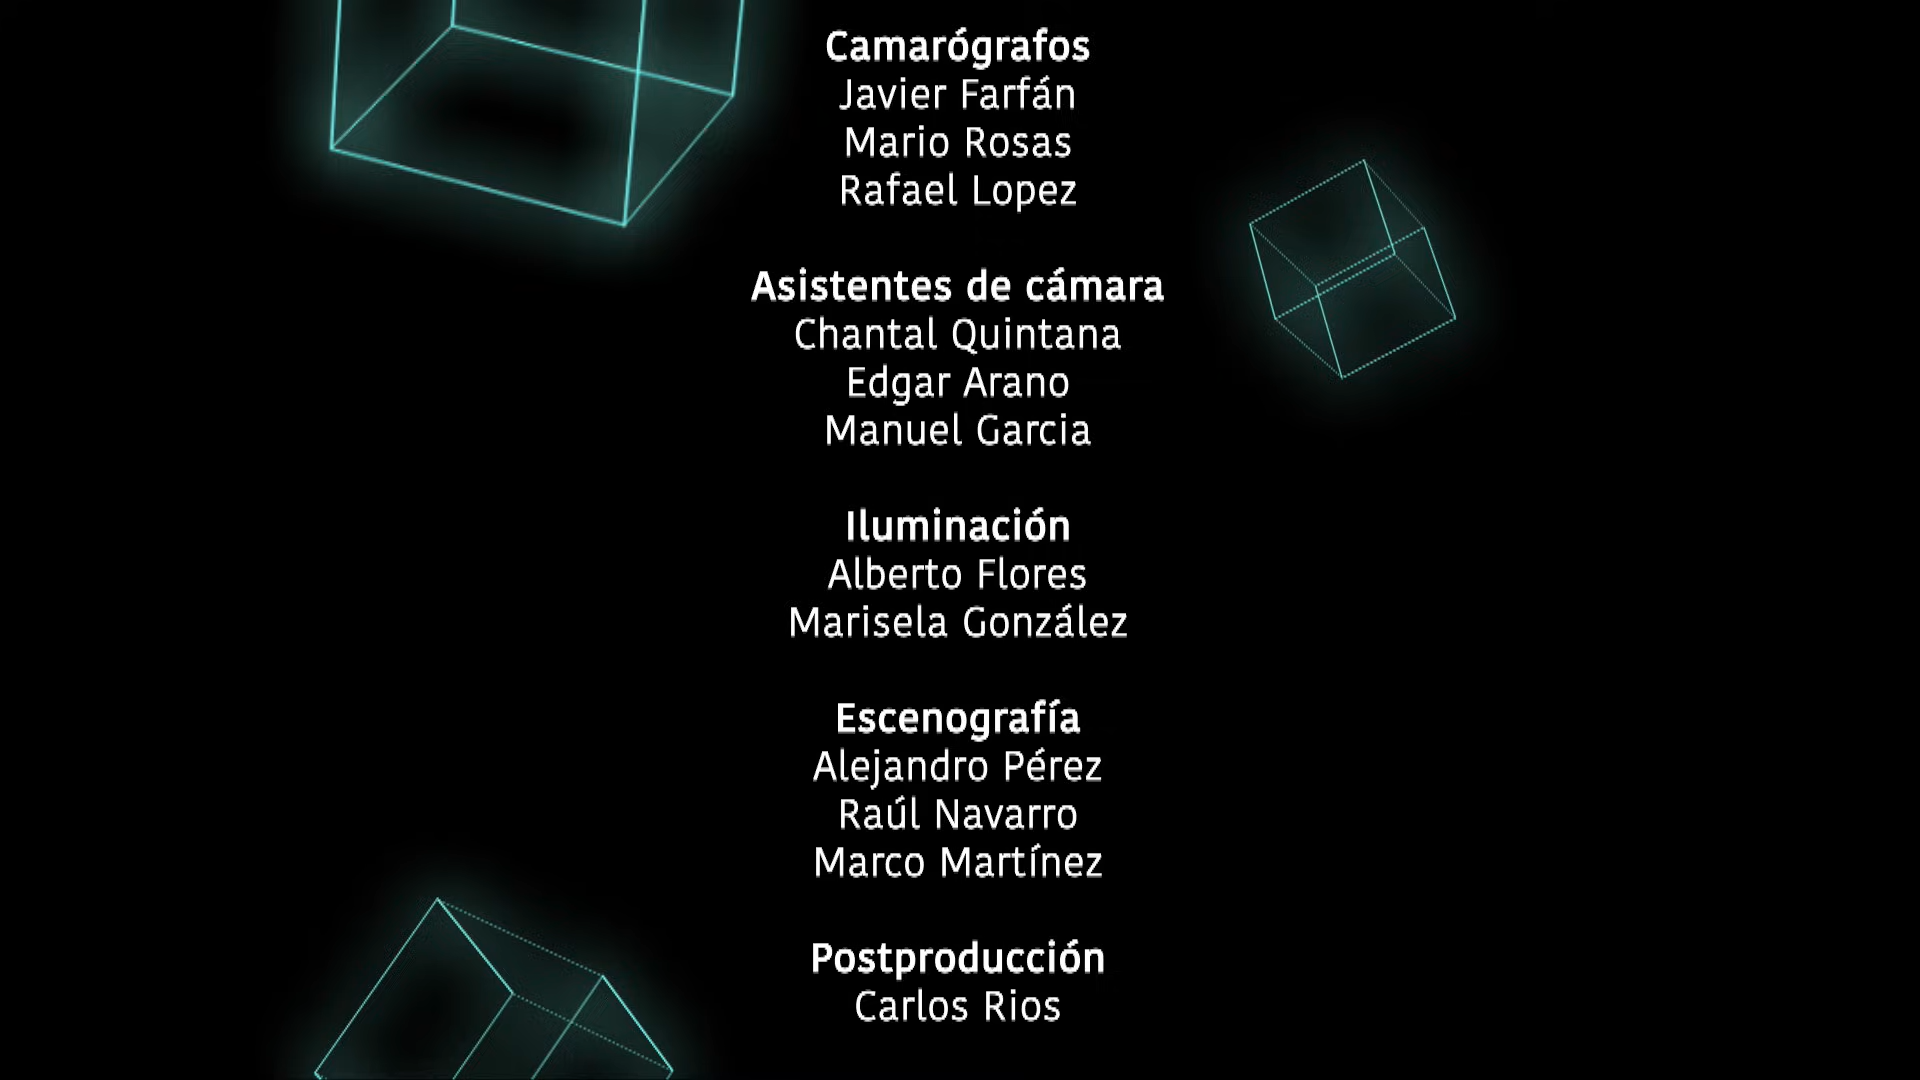 Camarógrafos
Javier Farfán
Mario Rosas
Rafael Lopez
Asistentes de cámara
Chantal Quintana
Edgar Arano
Manuel Garcia
Iluminación
Alberto Flores
Marisela González
Escenografía
Alejandro Pérez
Raúl Navarro
Marco Martínez
Postproducción
Carlos Rios